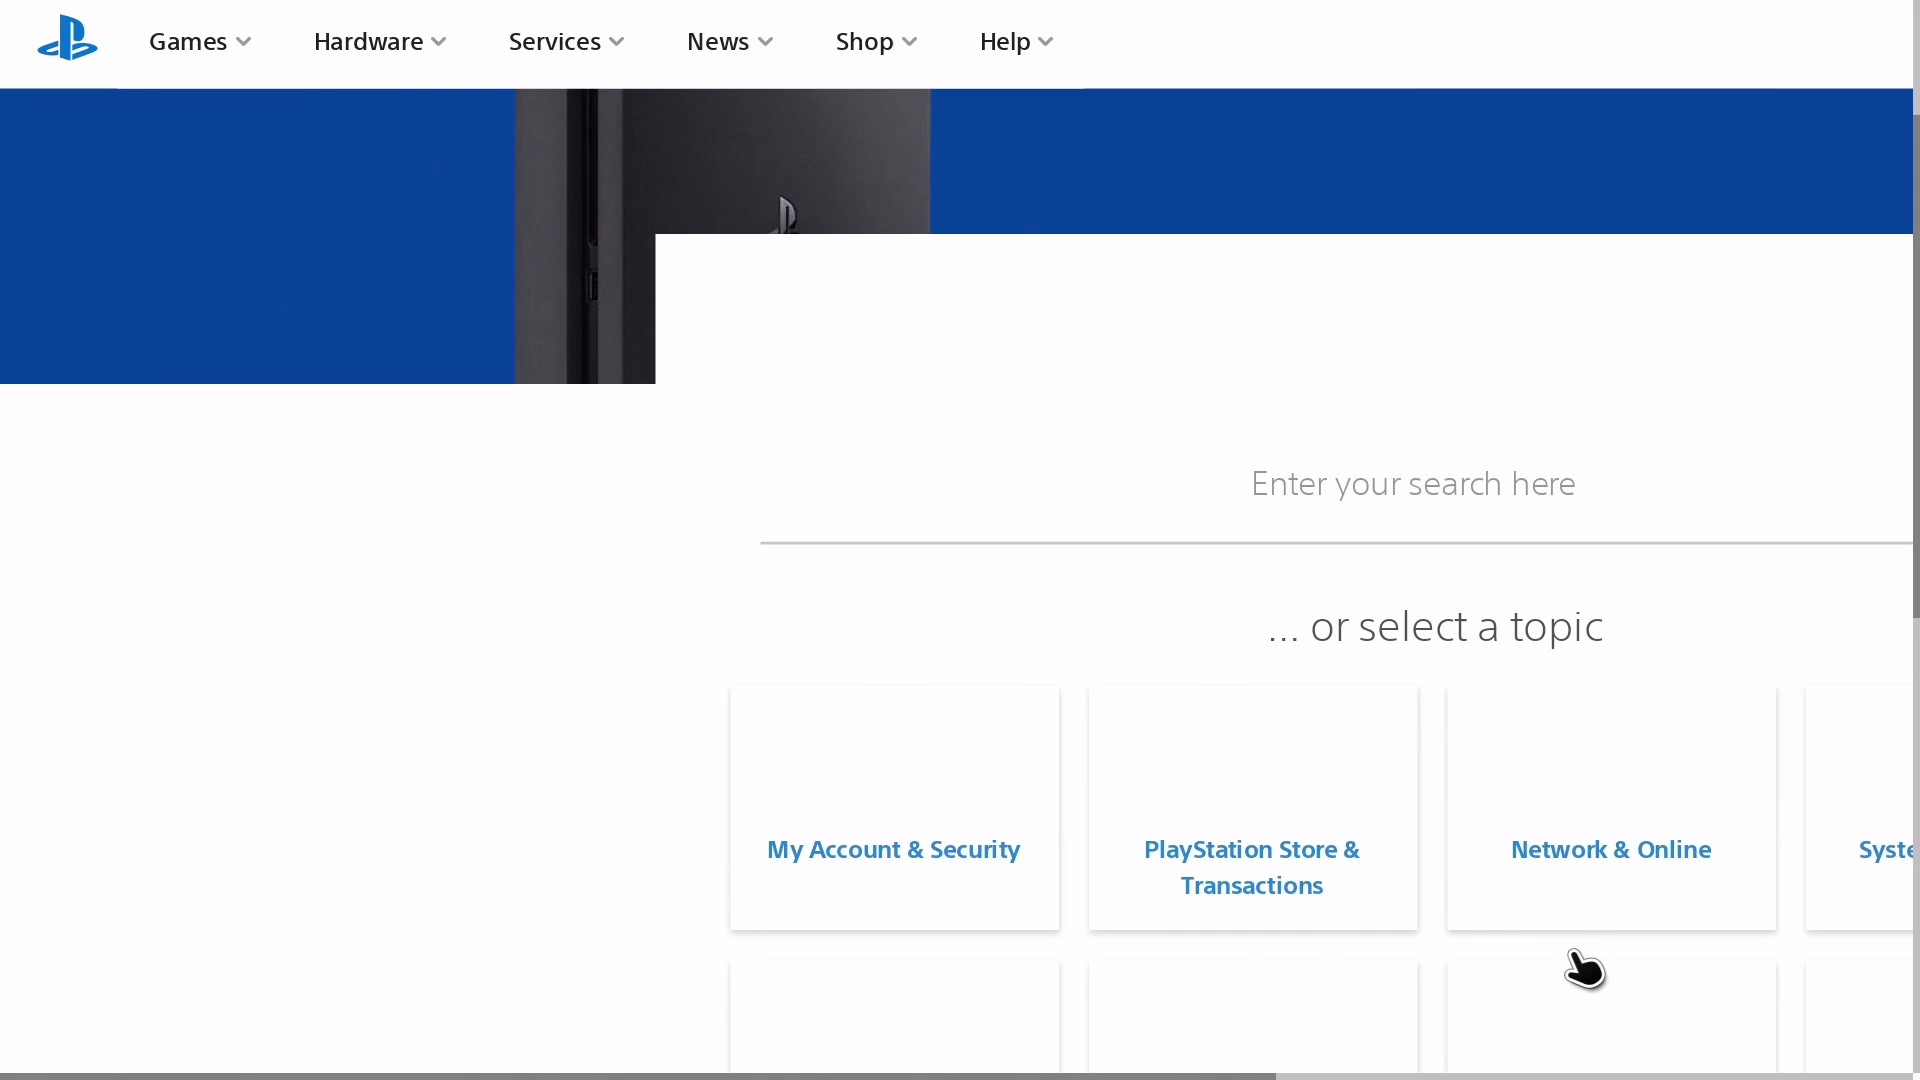 Games
Hardware
Services
News
Shop
Help
Enter your search here
... or select a topic
My Account & Security
PlayStation Store &
Transactions
Network & Online
Syste